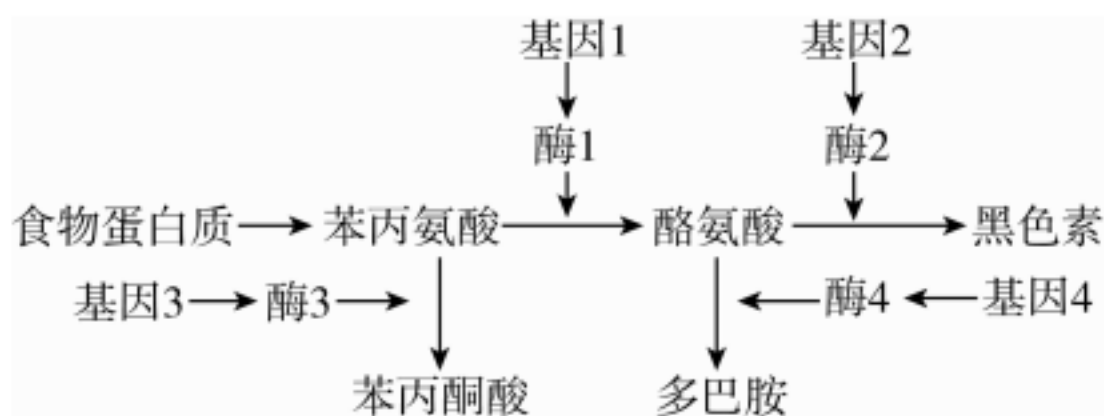 基因1 基因2
酶1 酶2
食物蛋白质 苯丙氨酸 酪氨酸 黑色素
基因3 酶3 酶4 基因4
苯丙酮酸 多巴胺